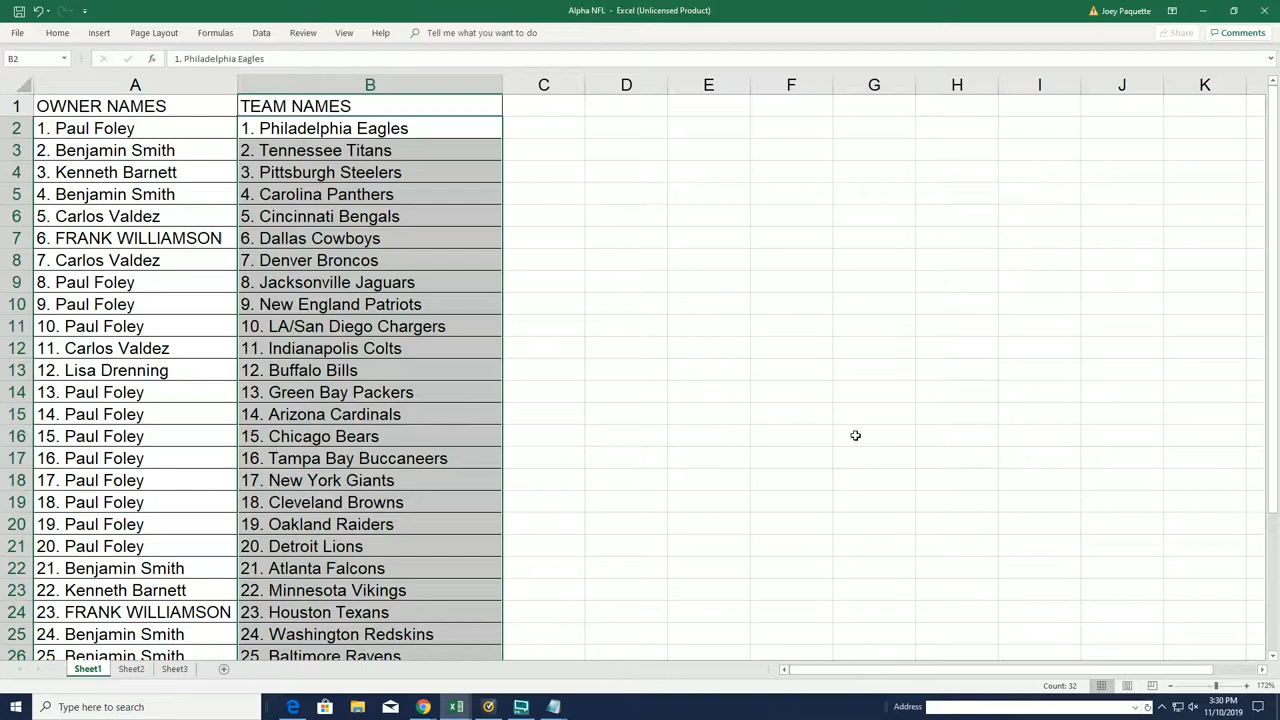 Alpha NFL - Excel (Unlicensed Product)
Joey Paquette
File Home Insert Page Layout Formulas Data Review View Help Tell me what you want to do Share Comments
B2 fx 1. Philadelphia Eagles
A B C D E F G H I J K
1 OWNER NAMES TEAM NAMES
2 1. Paul Foley 1. Philadelphia Eagles
3 2. Benjamin Smith 2. Tennessee Titans
4 3. Kenneth Barnett 3. Pittsburgh Steelers
5 4. Benjamin Smith 4. Carolina Panthers
6 5. Carlos Valdez 5. Cincinnati Bengals
7 6. FRANK WILLIAMSON 6. Dallas Cowboys
8 7. Carlos Valdez 7. Denver Broncos
9 8. Paul Foley 8. Jacksonville Jaguars
10 9. Paul Foley 9. New England Patriots
11 10. Paul Foley 10. LA/San Diego Chargers
12 11. Carlos Valdez 11. Indianapolis Colts
13 12. Lisa Drenning 12. Buffalo Bills
14 13. Paul Foley 13. Green Bay Packers
15 14. Paul Foley 14. Arizona Cardinals
16 15. Paul Foley 15. Chicago Bears
17 16. Paul Foley 16. Tampa Bay Buccaneers
18 17. Paul Foley 17. New York Giants
19 18. Paul Foley 18. Cleveland Browns
20 19. Paul Foley 19. Oakland Raiders
21 20. Paul Foley 20. Detroit Lions
22 21. Benjamin Smith 21. Atlanta Falcons
23 22. Kenneth Barnett 22. Minnesota Vikings
24 23. FRANK WILLIAMSON 23. Houston Texans
25 24. Benjamin Smith 24. Washington Redskins
26 25. Benjamin Smith 25. Baltimore Ravens
Sheet1 Sheet2 Sheet3
Count: 32 172%
Type here to search Address 3:30 PM
11/10/2019